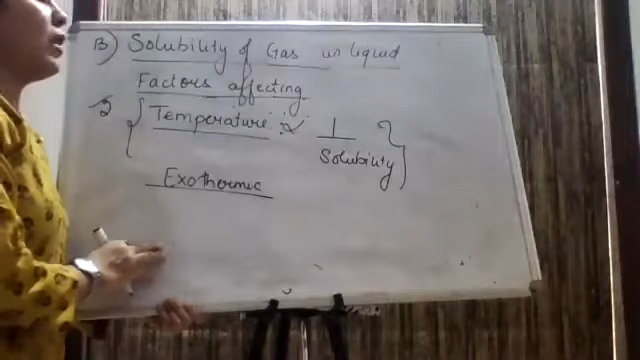 B) Solubility of Gas in liquid
Factors affecting
2) Temperature : ∝ 1
Solubility
Exothermic